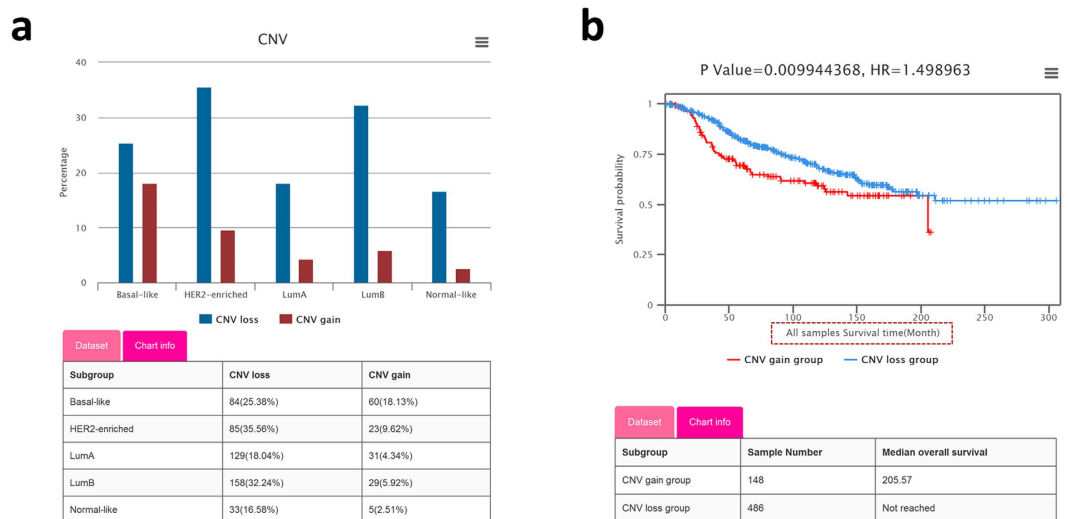 a
CNV
40
30
20
10
0
Percentage
Basal-like HER2-enriched LumA LumB Normal-like
CNV loss CNV gain
Dataset Chart info
Subgroup CNV loss CNV gain
Basal-like 84(25.38%) 60(18.13%)
HER2-enriched 85(35.56%) 23(9.62%)
LumA 129(18.04%) 31(4.34%)
LumB 158(32.24%) 29(5.92%)
Normal-like 33(16.58%) 5(2.51%)
b
P Value=0.009944368, HR=1.498963
1
0.75
0.5
0.25
0
Survival probability
0 50 100 150 200 250 300
All samples Survival time(Month)
CNV gain group CNV loss group
Dataset Chart info
Subgroup Sample Number Median overall survival
CNV gain group 148 205.57
CNV loss group 486 Not reached